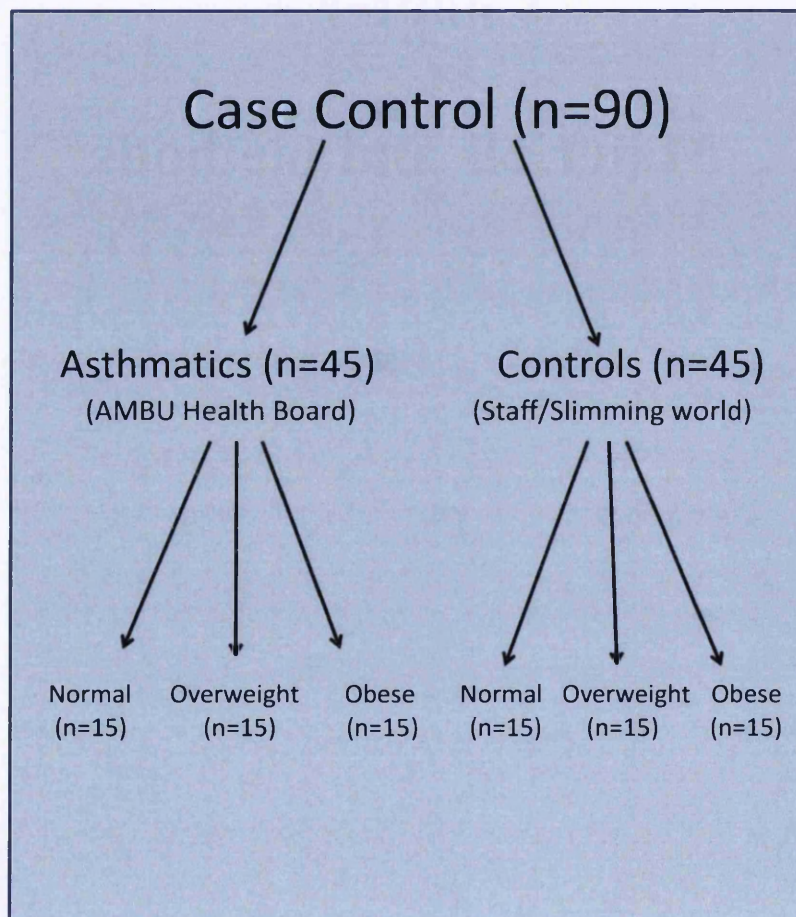 Case Control (n=90)
Asthmatics (n=45)
(AMBU Health Board)
Controls (n=45)
(Staff/Slimming world)
Normal
(n=15)
Overweight
(n=15)
Obese
(n=15)
Normal
(n=15)
Overweight
(n=15)
Obese
(n=15)